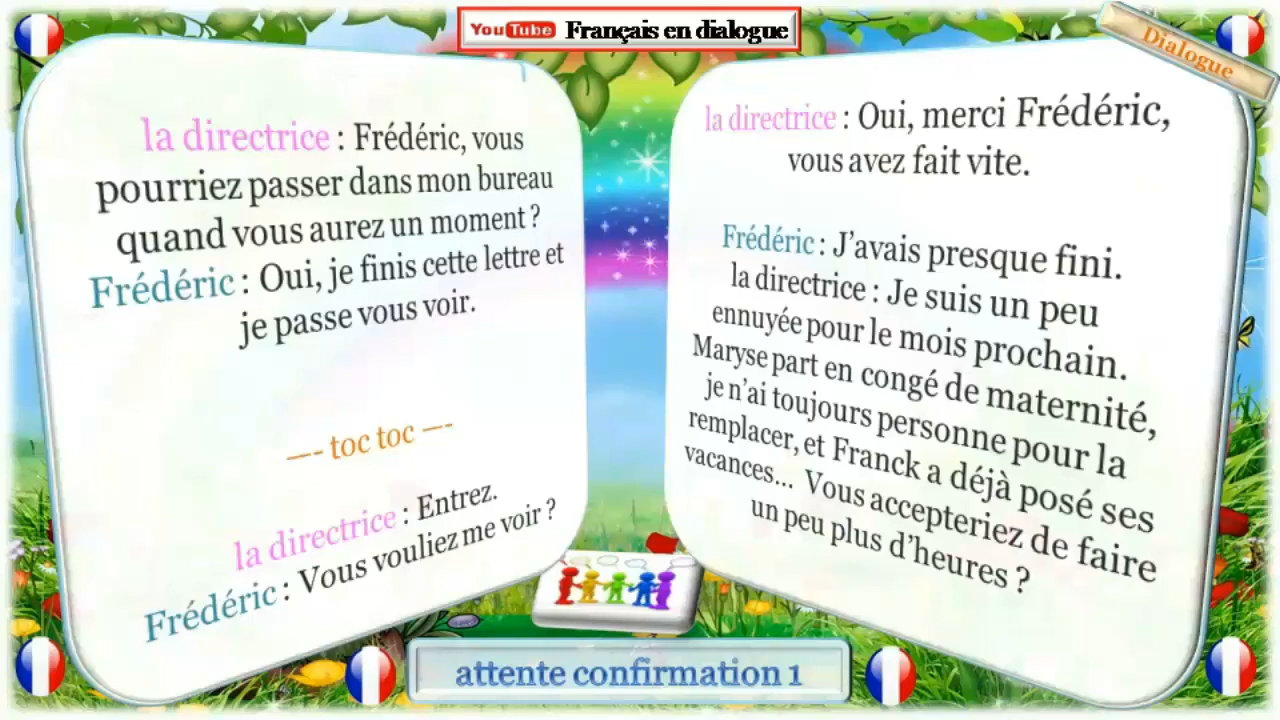 YouTube Français en dialogue
Dialogue
la directrice : Frédéric, vous
pourriez passer dans mon bureau
quand vous aurez un moment ?
Frédéric : Oui, je finis cette lettre et
je passe vous voir.
—- toc toc —-
la directrice : Entrez.
Frédéric : Vous vouliez me voir ?
la directrice : Oui, merci Frédéric,
vous avez fait vite.
Frédéric : J’avais presque fini.
la directrice : Je suis un peu
ennuyée pour le mois prochain.
Maryse part en congé de maternité,
je n’ai toujours personne pour la
remplacer, et Franck a déjà posé ses
vacances... Vous accepteriez de faire
un peu plus d’heures ?
attente confirmation 1